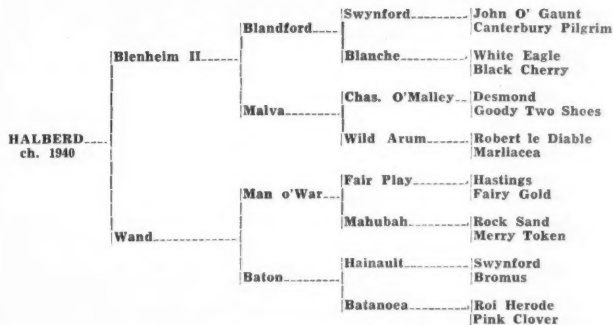 Swynford John O' Gaunt
Canterbury Pilgrim
Blandford
Blanche White Eagle
Black Cherry
Blenheim II
Chas. O'Malley Desmond
Goody Two Shoes
Malva
Wild Arum Robert le Diable
Marliacea
HALBERD
ch. 1940
Fair Play Hastings
Fairy Gold
Man o'War
Mahubah Rock Sand
Merry Token
Wand
Hainault Swynford
Bromus
Baton
Batanoea Roi Herode
Pink Clover